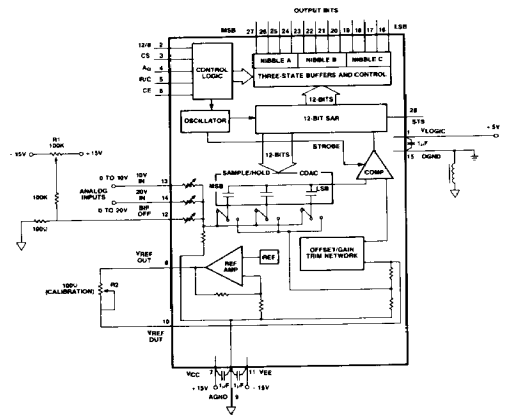 OUTPUT BITS
MSB
LSB
27 26 25 24 23 22 21 20 19 18 17 16
12/8 2
CS 3
A₀ 4
R/C 5
CE 6
CONTROL LOGIC
NIBBLE A NIBBLE B NIBBLE C
THREE-STATE BUFFERS AND CONTROL
12-BITS
OSCILLATOR
12-BIT SAR
28
STS
STROBE
1
VLOGIC
+5V
1µF
15 DGND
COMP
12-BITS
SAMPLE/HOLD CDAC
MSB
LSB
R1
100K
-15V
+15V
100K
100Ω
0 TO 10V
10V IN
13
ANALOG INPUTS
20V IN
14
0 TO 20V
BIP OFF
12
VREF OUT
8
REF AMP
REF
OFFSET/GAIN TRIM NETWORK
100Ω
(CALIBRATION)
R2
10
VREF OUT
VCC 7
11 VEE
+15V 1µF 1µF -15V
AGND 9